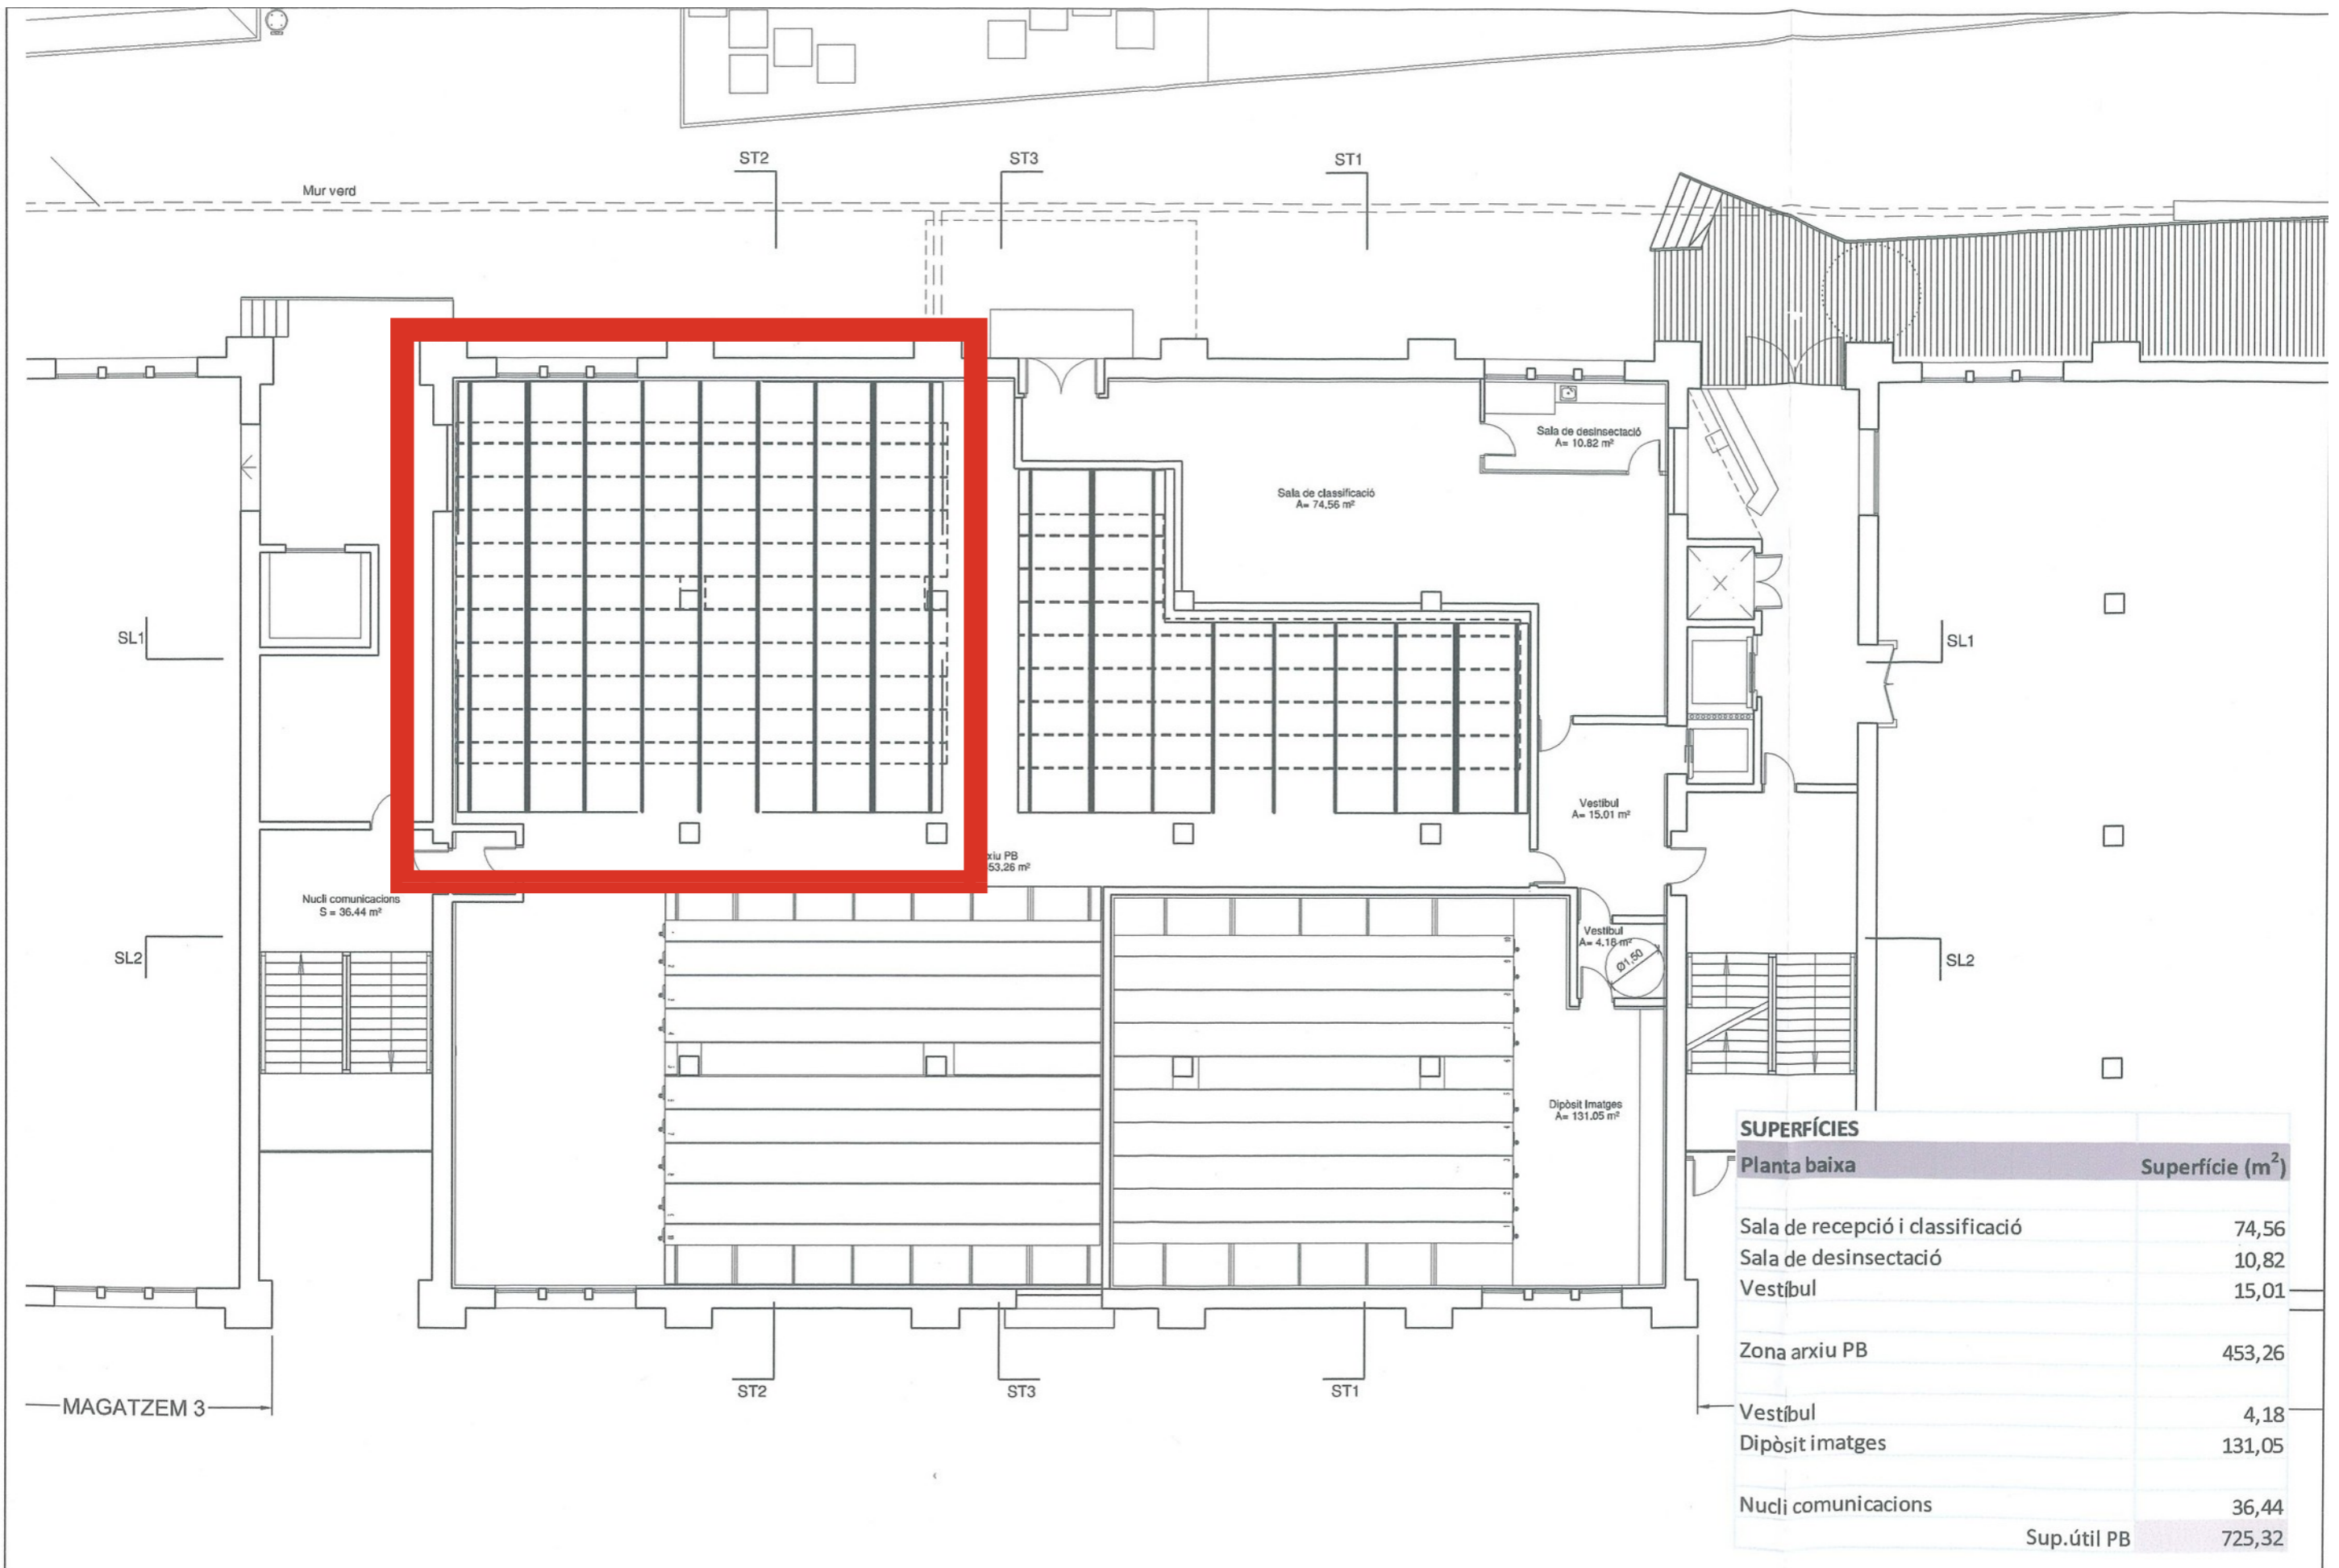 ST2
ST3
ST1
Mur verd
Sala de desinsectació
A= 10.82 m²
Sala de classificació
A= 74.56 m²
SL1
SL1
Vestíbul
A= 15.01 m²
xiu PB
53.26 m²
Nucli comunicacions
S = 36.44 m²
Vestíbul
A= 4.18 m²
Ø1,50
SL2
SL2
Dipòsit Imatges
A= 131.05 m²
SUPERFÍCIES
Planta baixa Superfície (m²)
Sala de recepció i classificació 74,56
Sala de desinsectació 10,82
Vestíbul 15,01
Zona arxiu PB 453,26
Vestíbul 4,18
Dipòsit imatges 131,05
Nucli comunicacions 36,44
Sup.útil PB 725,32
ST2
ST3
ST1
MAGATZEM 3